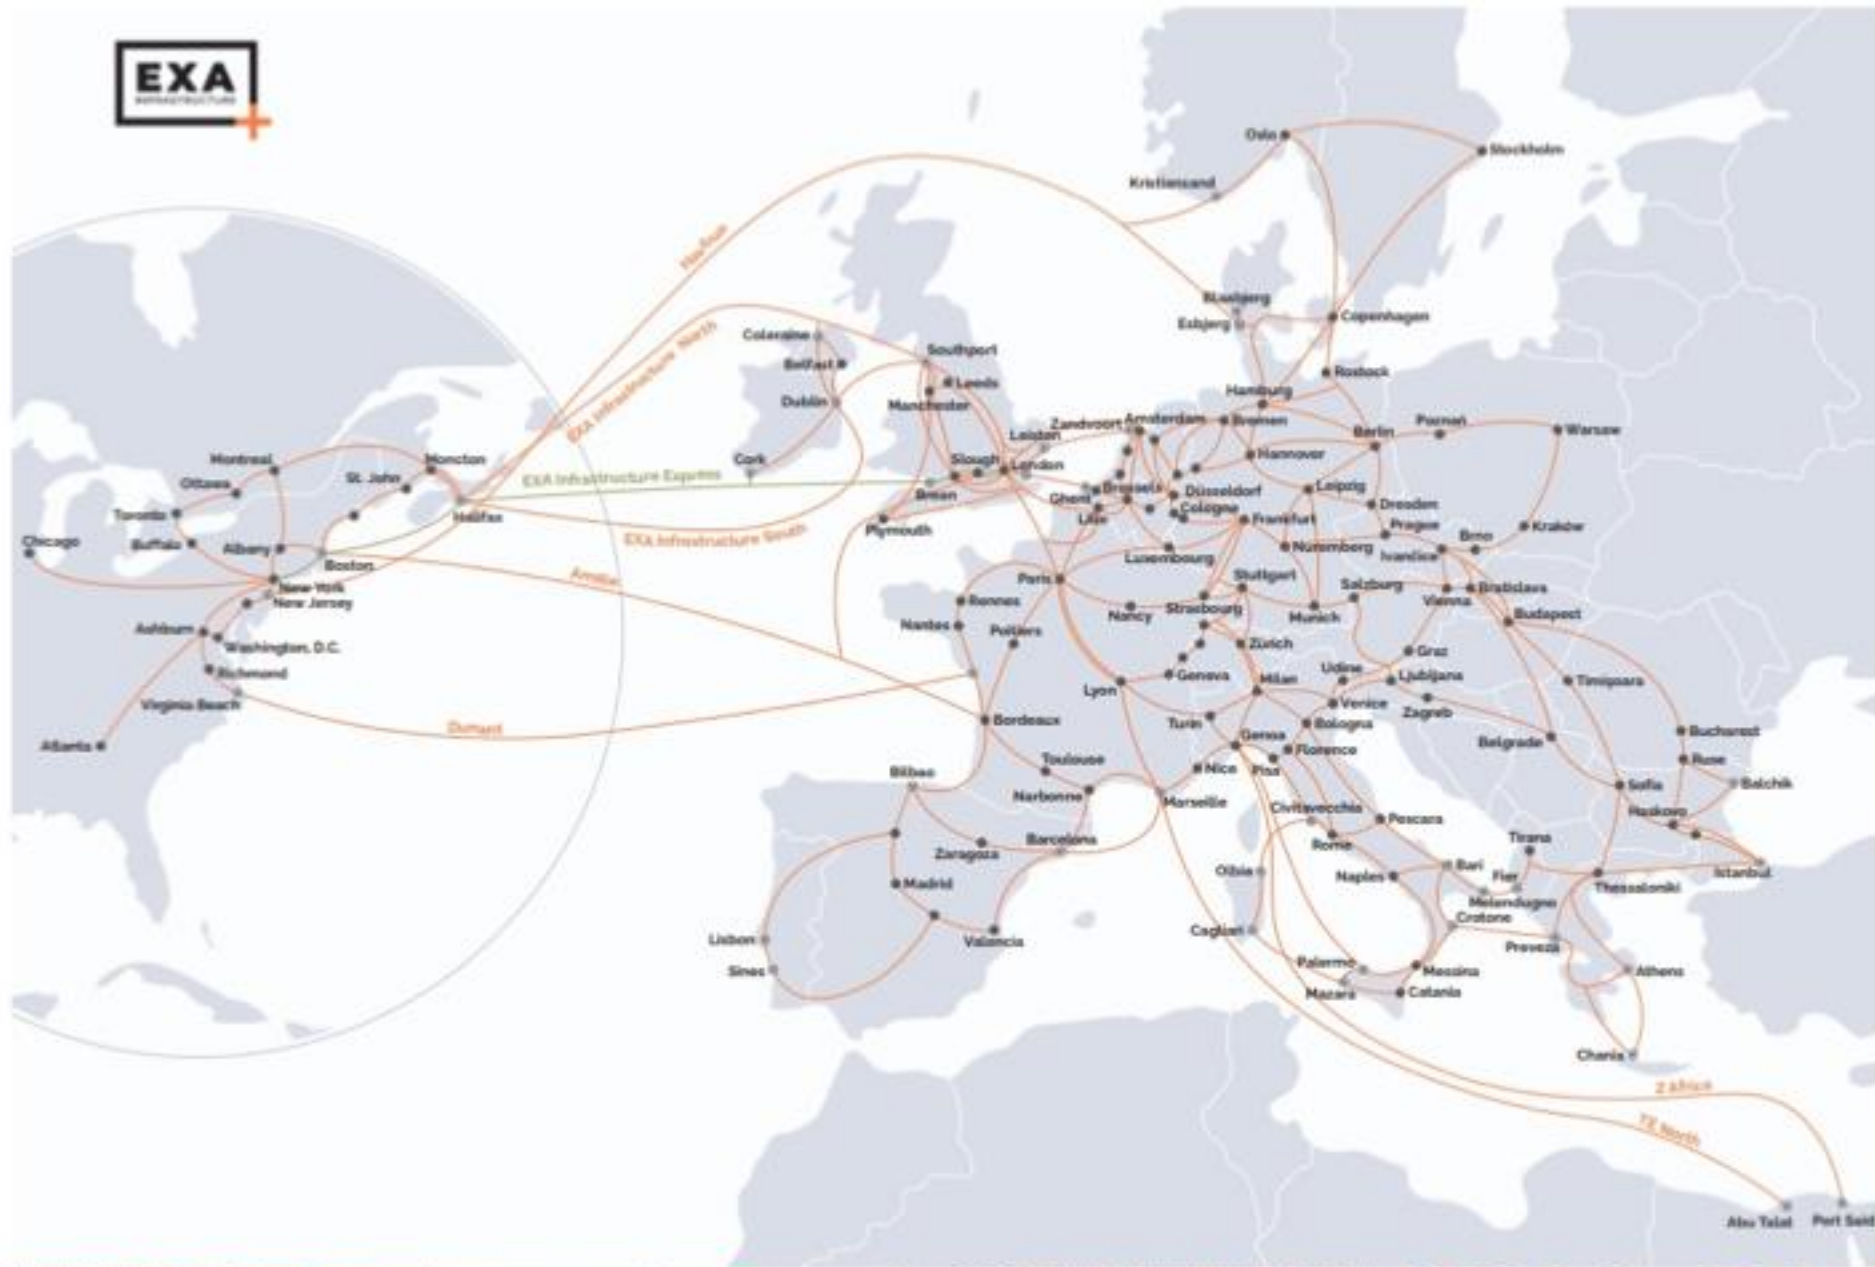 EXA
INFRASTRUCTURE
Oslo
Stockholm
Kristiansand
EXA Infrastructure North
Esbjerg
Copenhagen
Coleraine
Southport
Belfast
Leeds
Rostock
Hamburg
Dublin
Manchester
Zandvoort
Amsterdam
Bremen
Poznań
Berlin
Warsaw
Leiston
Montreal
Moncton
Cork
Slough
London
Hannover
Ottawa
St. John
EXA Infrastructure Express
Ghent
Brussels
Düsseldorf
Leipzig
Toronto
Halifax
Cologne
Dresden
Lille
Frankfurt
Plymouth
Prague
Kraków
Chicago
Buffalo
Albany
Boston
EXA Infrastructure South
Brno
Luxembourg
Nuremberg
Ivančice
Amitié
Paris
Stuttgart
Salzburg
New York
New Jersey
Rennes
Nancy
Strasbourg
Munich
Vienna
Bratislava
Budapest
Ashburn
Washington, D.C.
Nantes
Poitiers
Zürich
Graz
Richmond
Lyon
Geneva
Milan
Udine
Ljubljana
Virginia Beach
Venice
Zagreb
Dunant
Bordeaux
Turin
Bologna
Atlanta
Genoa
Florence
Belgrade
Bucharest
Toulouse
Nice
Pisa
Ruse
Bilbao
Narbonne
Marseille
Sofia
Balchik
Civitavecchia
Pescara
Haskovo
Zaragoza
Barcelona
Rome
Tirana
Olbia
Naples
Bari
Fier
Istanbul
Madrid
Thessaloniki
Melendugno
Crotone
Lisbon
Valencia
Cagliari
Preveza
Sines
Palermo
Messina
Athens
Mazara
Catania
Chania
2 Africa
TE North
Abu Talat
Port Said